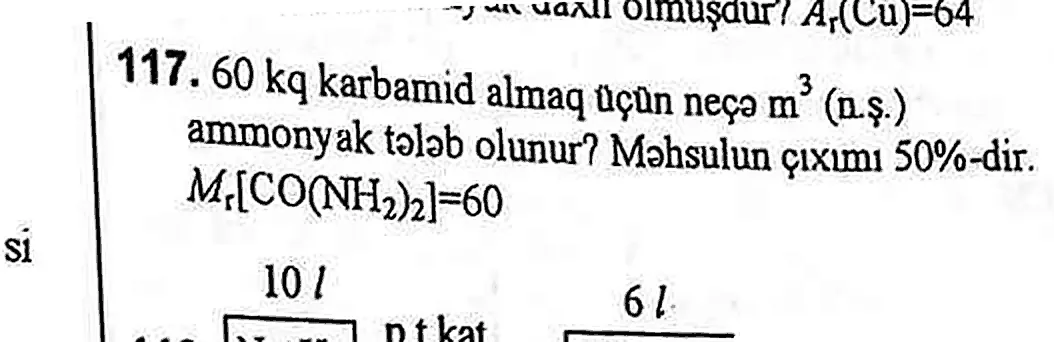 daxil olmuşdur? Aᵣ(Cu)=64
117. 60 kq karbamid almaq üçün neçə m³ (n.ş.)
ammonyak tələb olunur? Məhsulun çıxımı 50%-dir.
Mᵣ[CO(NH₂)₂]=60
si
10 l
6 l
p t kat